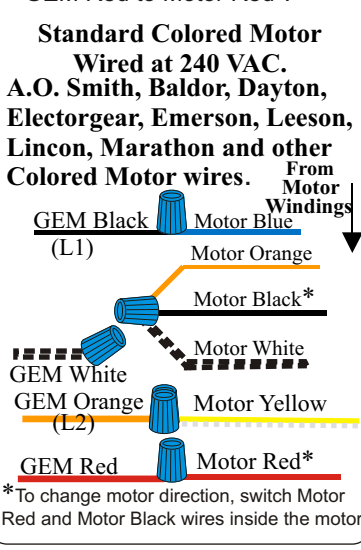 Standard Colored Motor
Wired at 240 VAC.
A.O. Smith, Baldor, Dayton,
Electorgear, Emerson, Leeson,
Lincon, Marathon and other
Colored Motor wires.
From
Motor
Windings
GEM Black
Motor Blue
(L1)
Motor Orange
Motor Black*
Motor White
GEM White
GEM Orange
Motor Yellow
(L2)
GEM Red
Motor Red*
*To change motor direction, switch Motor
Red and Motor Black wires inside the motor